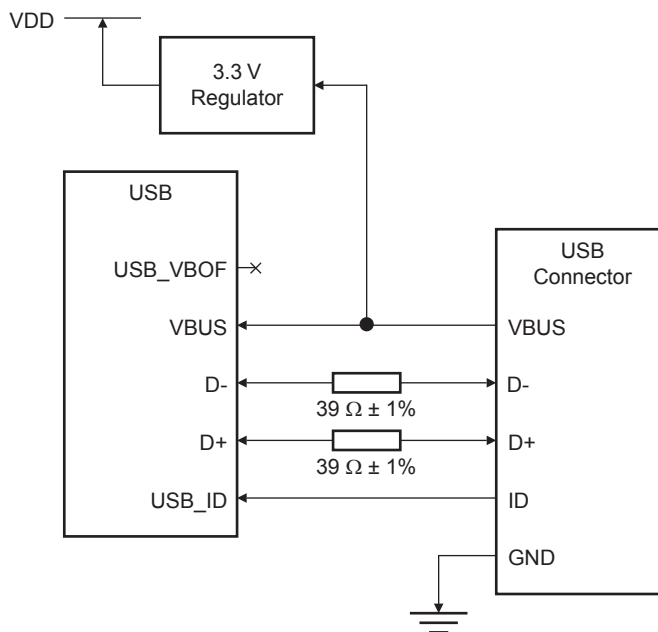 VDD
3.3 V
Regulator
USB
USB_VBOF
VBUS
D-
D+
USB_ID
39 Ω ± 1%
39 Ω ± 1%
USB
Connector
VBUS
D-
D+
ID
GND